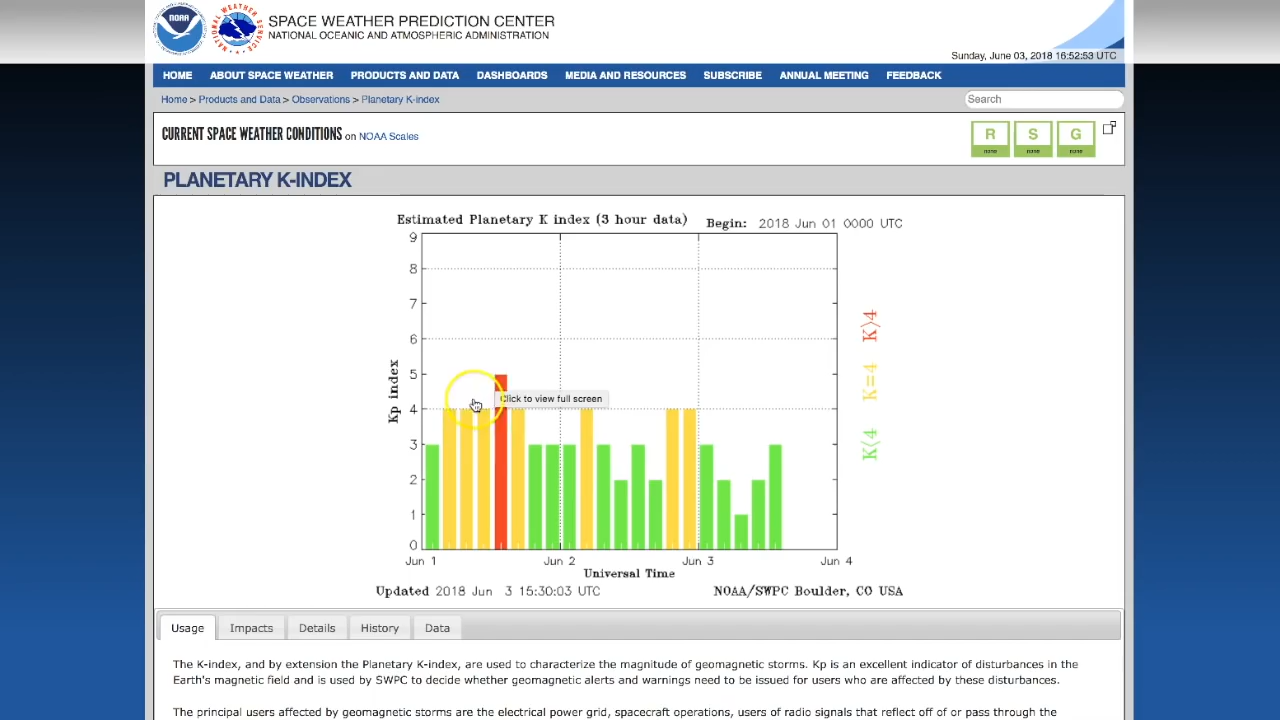 NOAA
NATIONAL WEATHER SERVICE
SPACE WEATHER PREDICTION CENTER
NATIONAL OCEANIC AND ATMOSPHERIC ADMINISTRATION
Sunday, June 03, 2018 16:52:53 UTC
HOME ABOUT SPACE WEATHER PRODUCTS AND DATA DASHBOARDS MEDIA AND RESOURCES SUBSCRIBE ANNUAL MEETING FEEDBACK
Home > Products and Data > Observations > Planetary K-index
Search
CURRENT SPACE WEATHER CONDITIONS on NOAA Scales
R S G
none none none
PLANETARY K-INDEX
Estimated Planetary K index (3 hour data) Begin: 2018 Jun 01 0000 UTC
9
8
7
6
5
4
3
2
1
0
Kp index
Click to view full screen
K>4
K=4
K<4
Jun 1 Jun 2 Jun 3 Jun 4
Universal Time
Updated 2018 Jun 3 15:30:03 UTC NOAA/SWPC Boulder, CO USA
Usage Impacts Details History Data
The K-index, and by extension the Planetary K-index, are used to characterize the magnitude of geomagnetic storms. Kp is an excellent indicator of disturbances in the
Earth's magnetic field and is used by SWPC to decide whether geomagnetic alerts and warnings need to be issued for users who are affected by these disturbances.
The principal users affected by geomagnetic storms are the electrical power grid, spacecraft operations, users of radio signals that reflect off of or pass through the